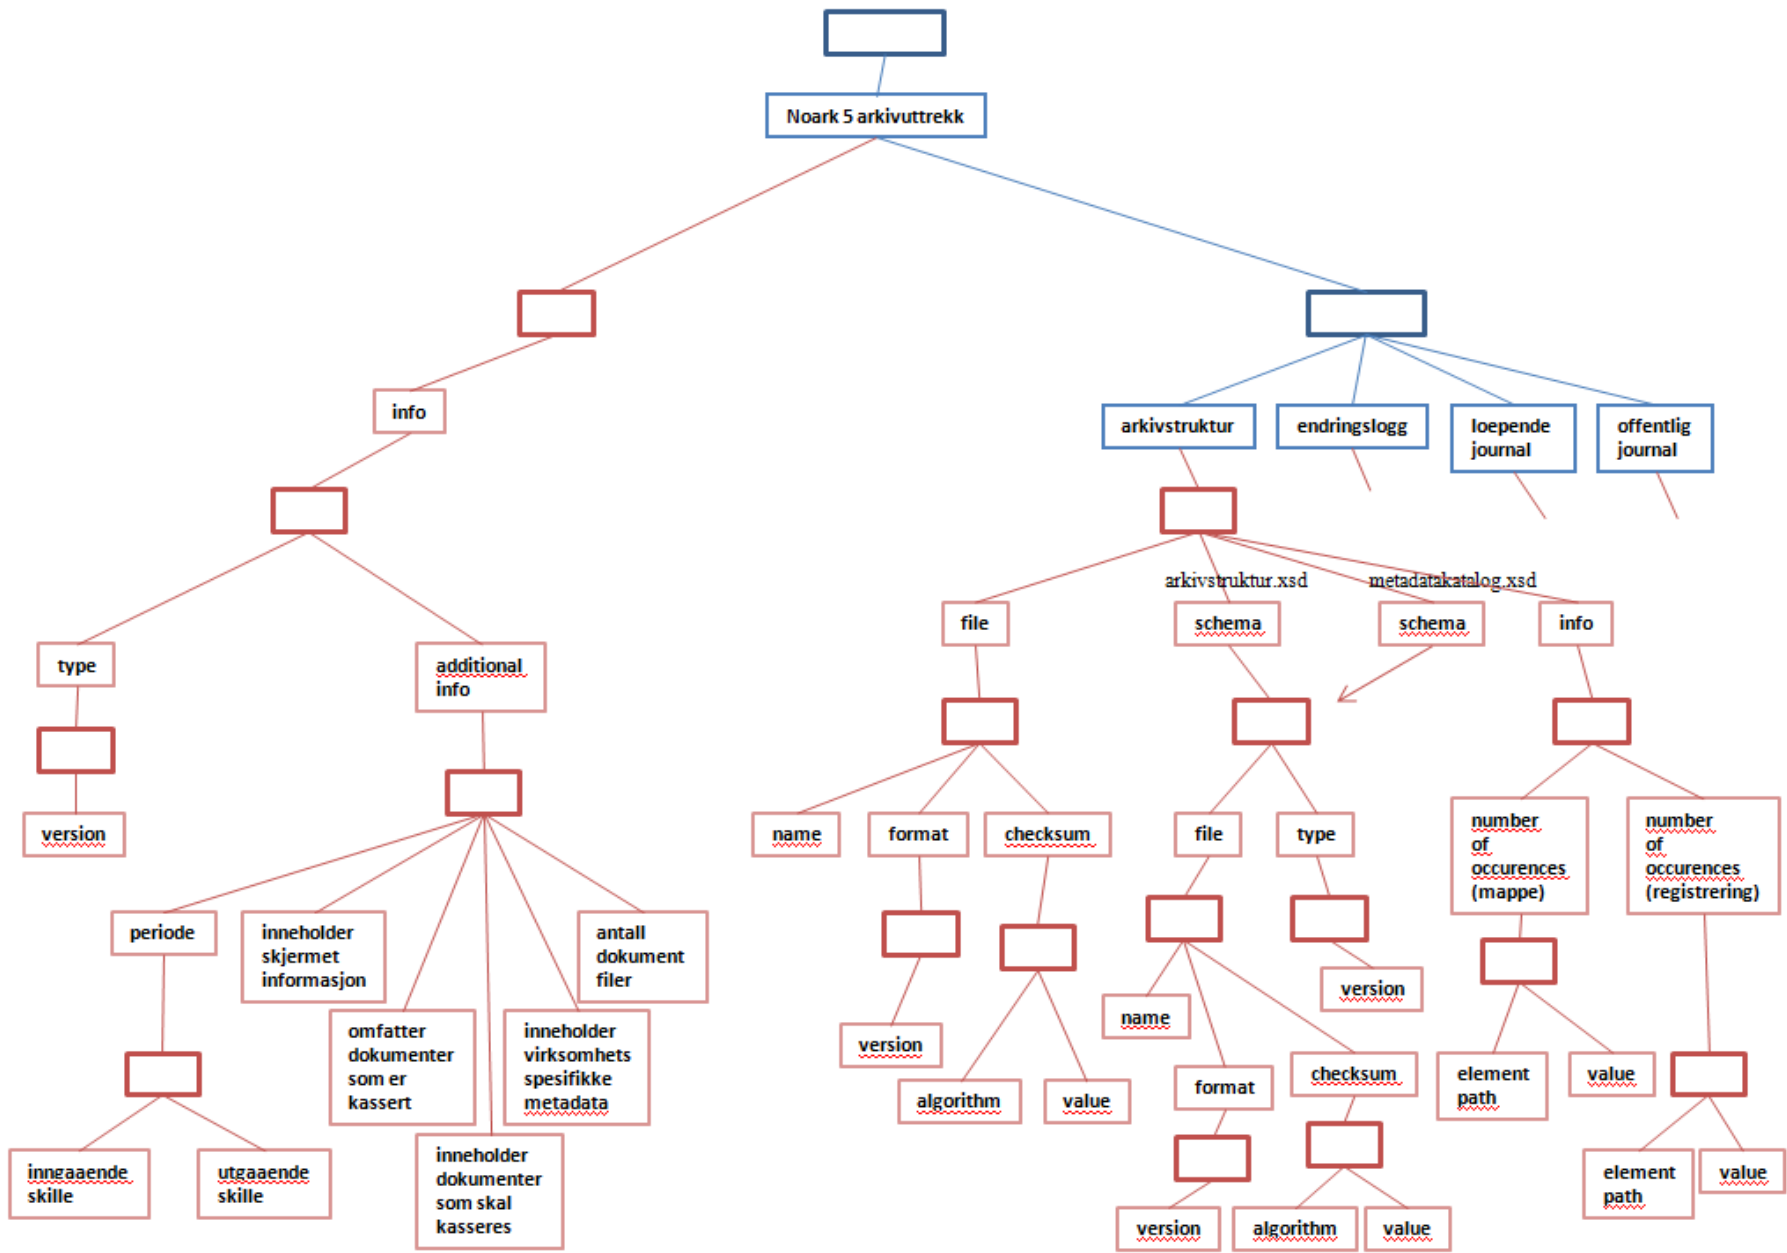 Noark 5 arkivuttrekk
info
arkivstruktur
endringslogg
loepende
journal
offentlig
journal
arkivstruktur.xsd
metadatakatalog.xsd
file
schema
schema
info
type
additional
info
version
name
format
checksum
file
type
number
of
occurences
(mappe)
number
of
occurences
(registrering)
periode
inneholder
skjermet
informasjon
antall
dokument
filer
omfatter
dokumenter
som er
kassert
inneholder
virksomhets
spesifikke
metadata
inneholder
dokumenter
som skal
kasseres
inngaaende
skille
utgaaende
skille
version
algorithm
value
name
version
format
checksum
element
path
value
version
algorithm
value
element
path
value